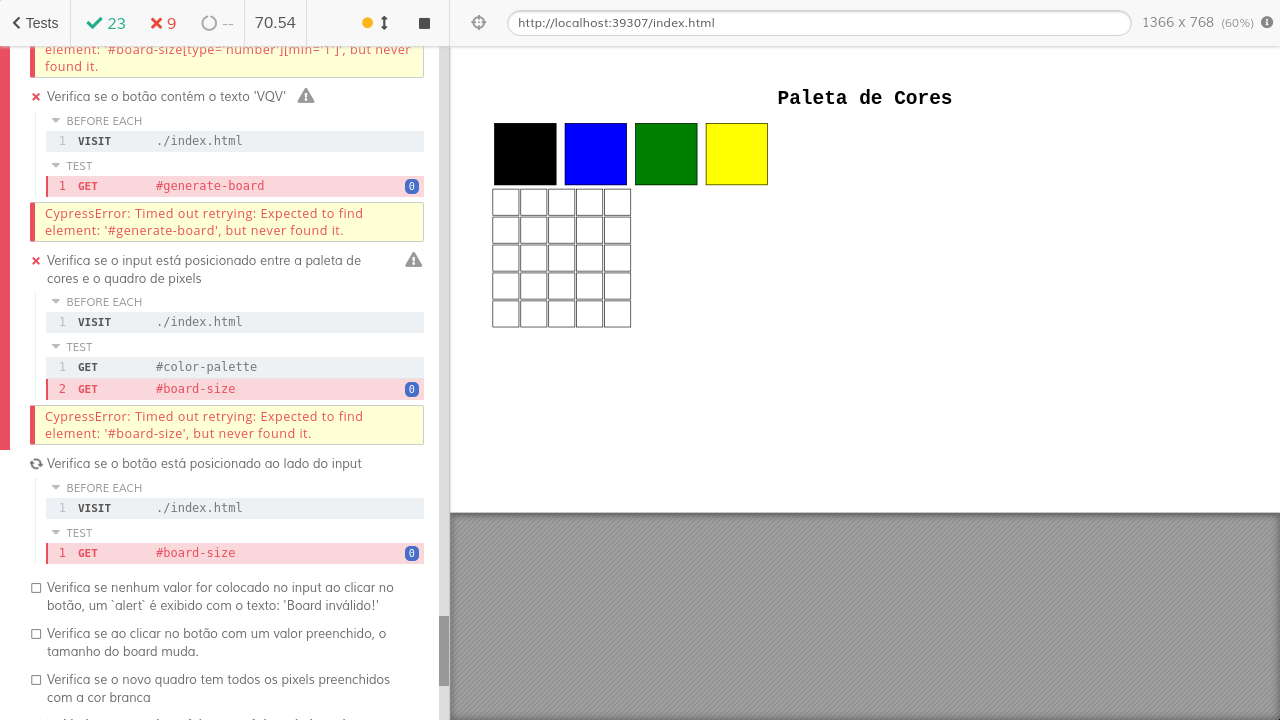 Tests
23
9
--
70.54
http://localhost:39307/index.html
1366 x 768 (60%)
element: '#board-size[type='number'][min='1']', but never
found it.
Verifica se o botão contém o texto 'VQV'
BEFORE EACH
1 VISIT ./index.html
TEST
1 GET #generate-board 0
CypressError: Timed out retrying: Expected to find
element: '#generate-board', but never found it.
Verifica se o input está posicionado entre a paleta de
cores e o quadro de pixels
BEFORE EACH
1 VISIT ./index.html
TEST
1 GET #color-palette
2 GET #board-size 0
CypressError: Timed out retrying: Expected to find
element: '#board-size', but never found it.
Verifica se o botão está posicionado ao lado do input
BEFORE EACH
1 VISIT ./index.html
TEST
1 GET #board-size 0
Verifica se nenhum valor for colocado no input ao clicar no
botão, um `alert` é exibido com o texto: 'Board inválido!'
Verifica se ao clicar no botão com um valor preenchido, o
tamanho do board muda.
Verifica se o novo quadro tem todos os pixels preenchidos
com a cor branca
Paleta de Cores